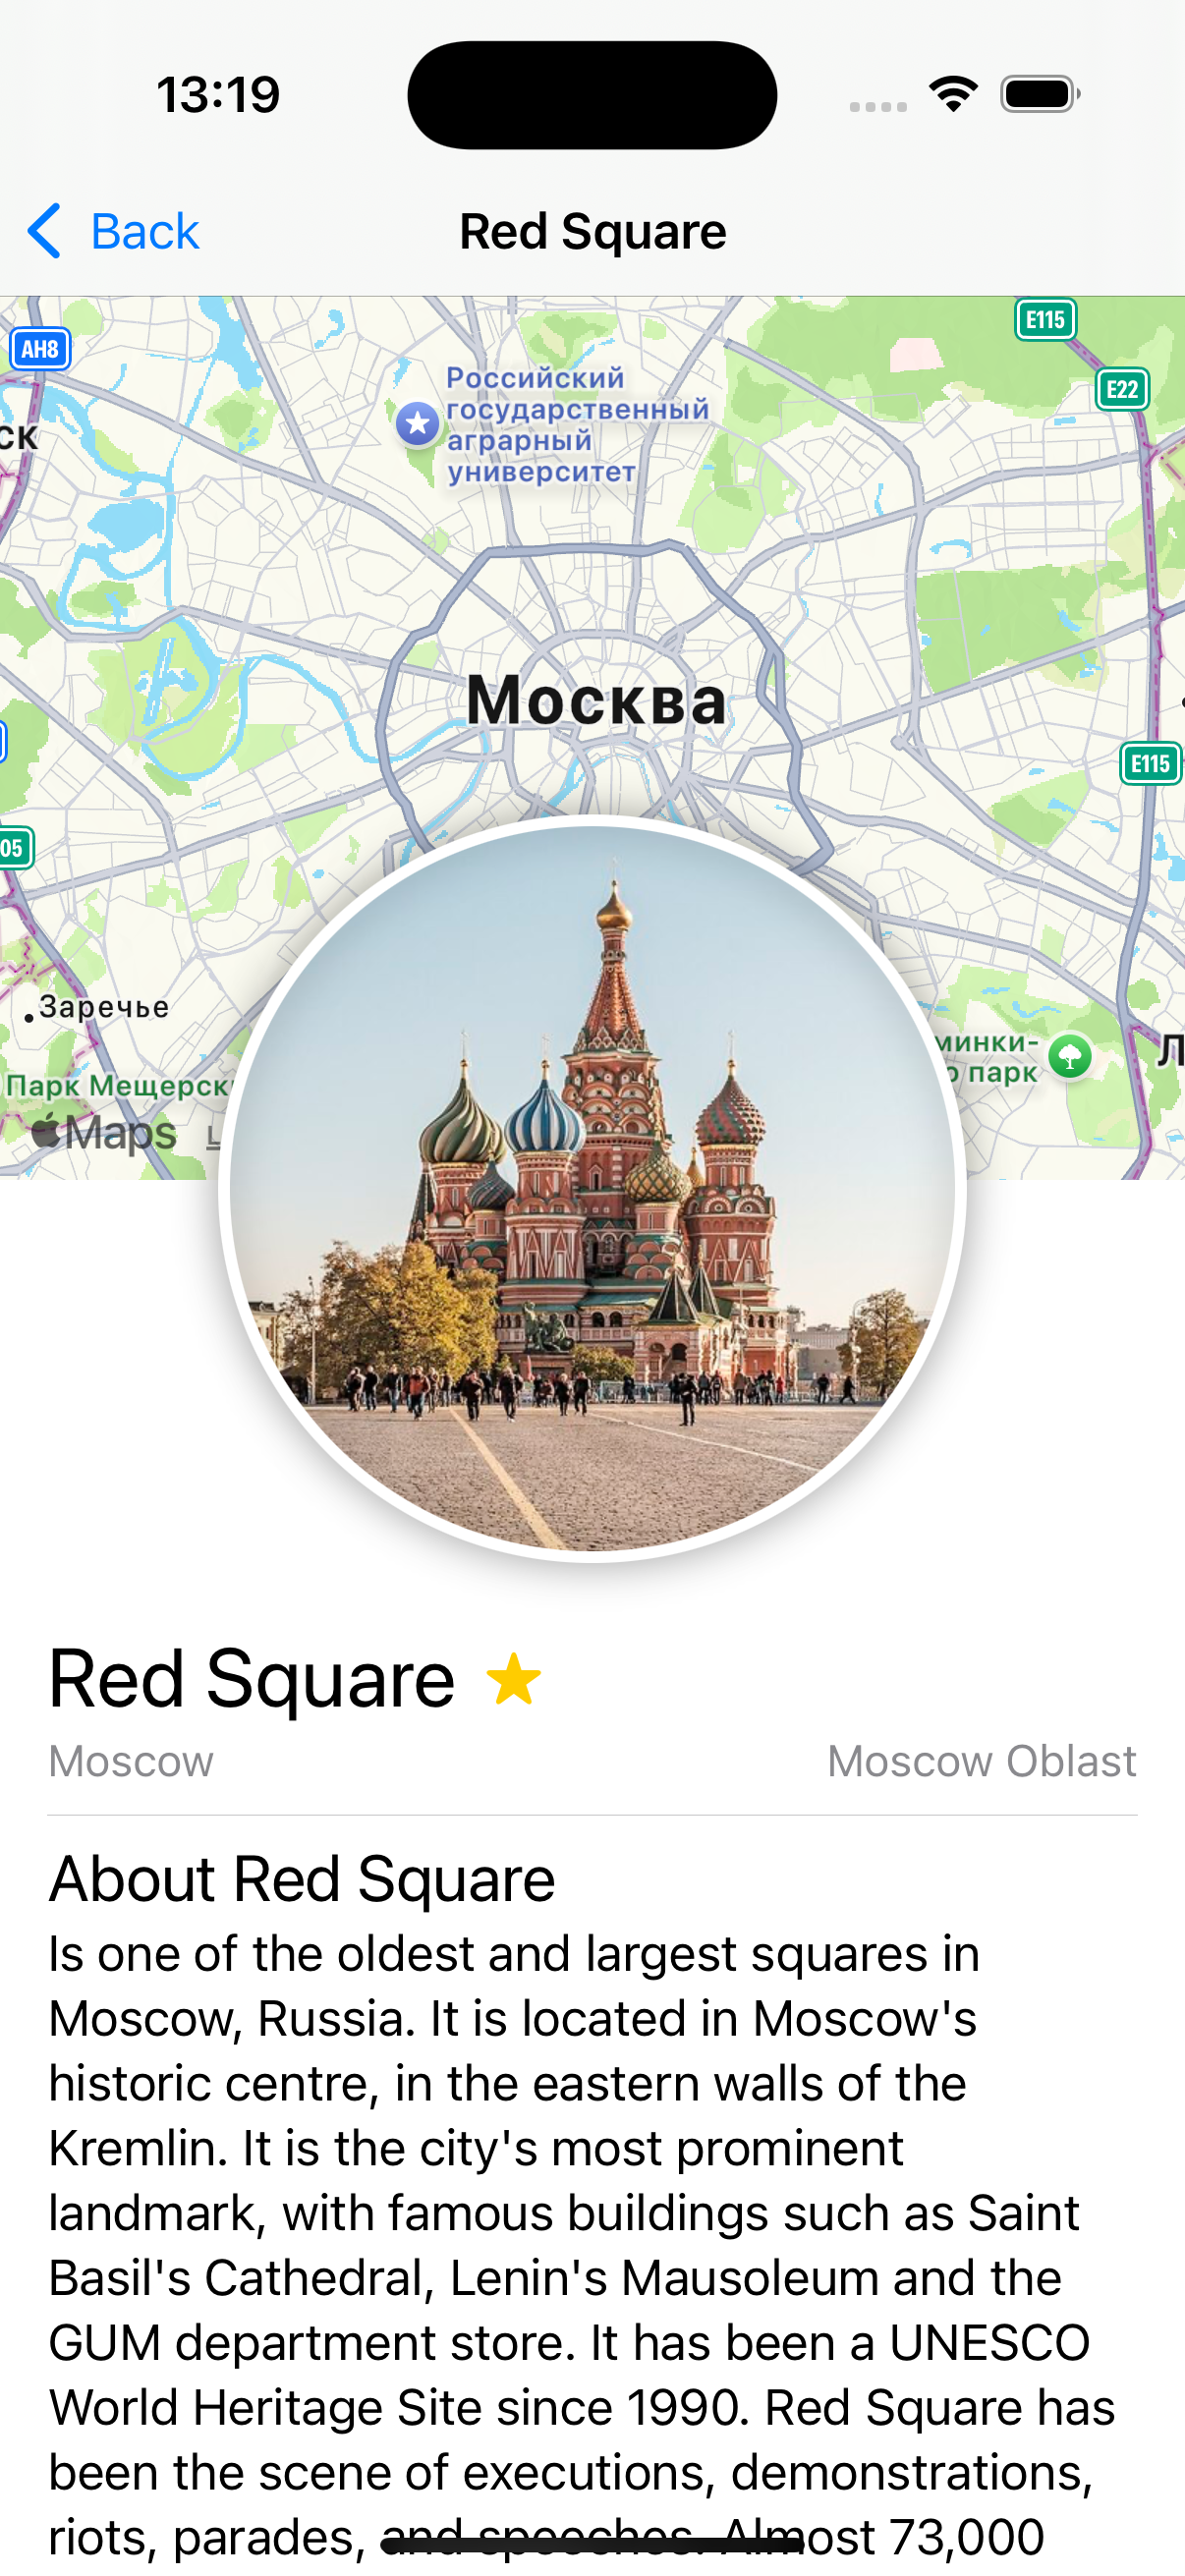 13:19
Back
Red Square
E115
AH8
E22
Российский
государственный
аграрный
университет
ск
Москва
E115
05
Заречье
минки-
о парк
Л
Парк Мещерск
Maps
Red Square
Moscow
Moscow Oblast
About Red Square
Is one of the oldest and largest squares in
Moscow, Russia. It is located in Moscow's
historic centre, in the eastern walls of the
Kremlin. It is the city's most prominent
landmark, with famous buildings such as Saint
Basil's Cathedral, Lenin's Mausoleum and the
GUM department store. It has been a UNESCO
World Heritage Site since 1990. Red Square has
been the scene of executions, demonstrations,
riots, parades, and speeches. Almost 73,000